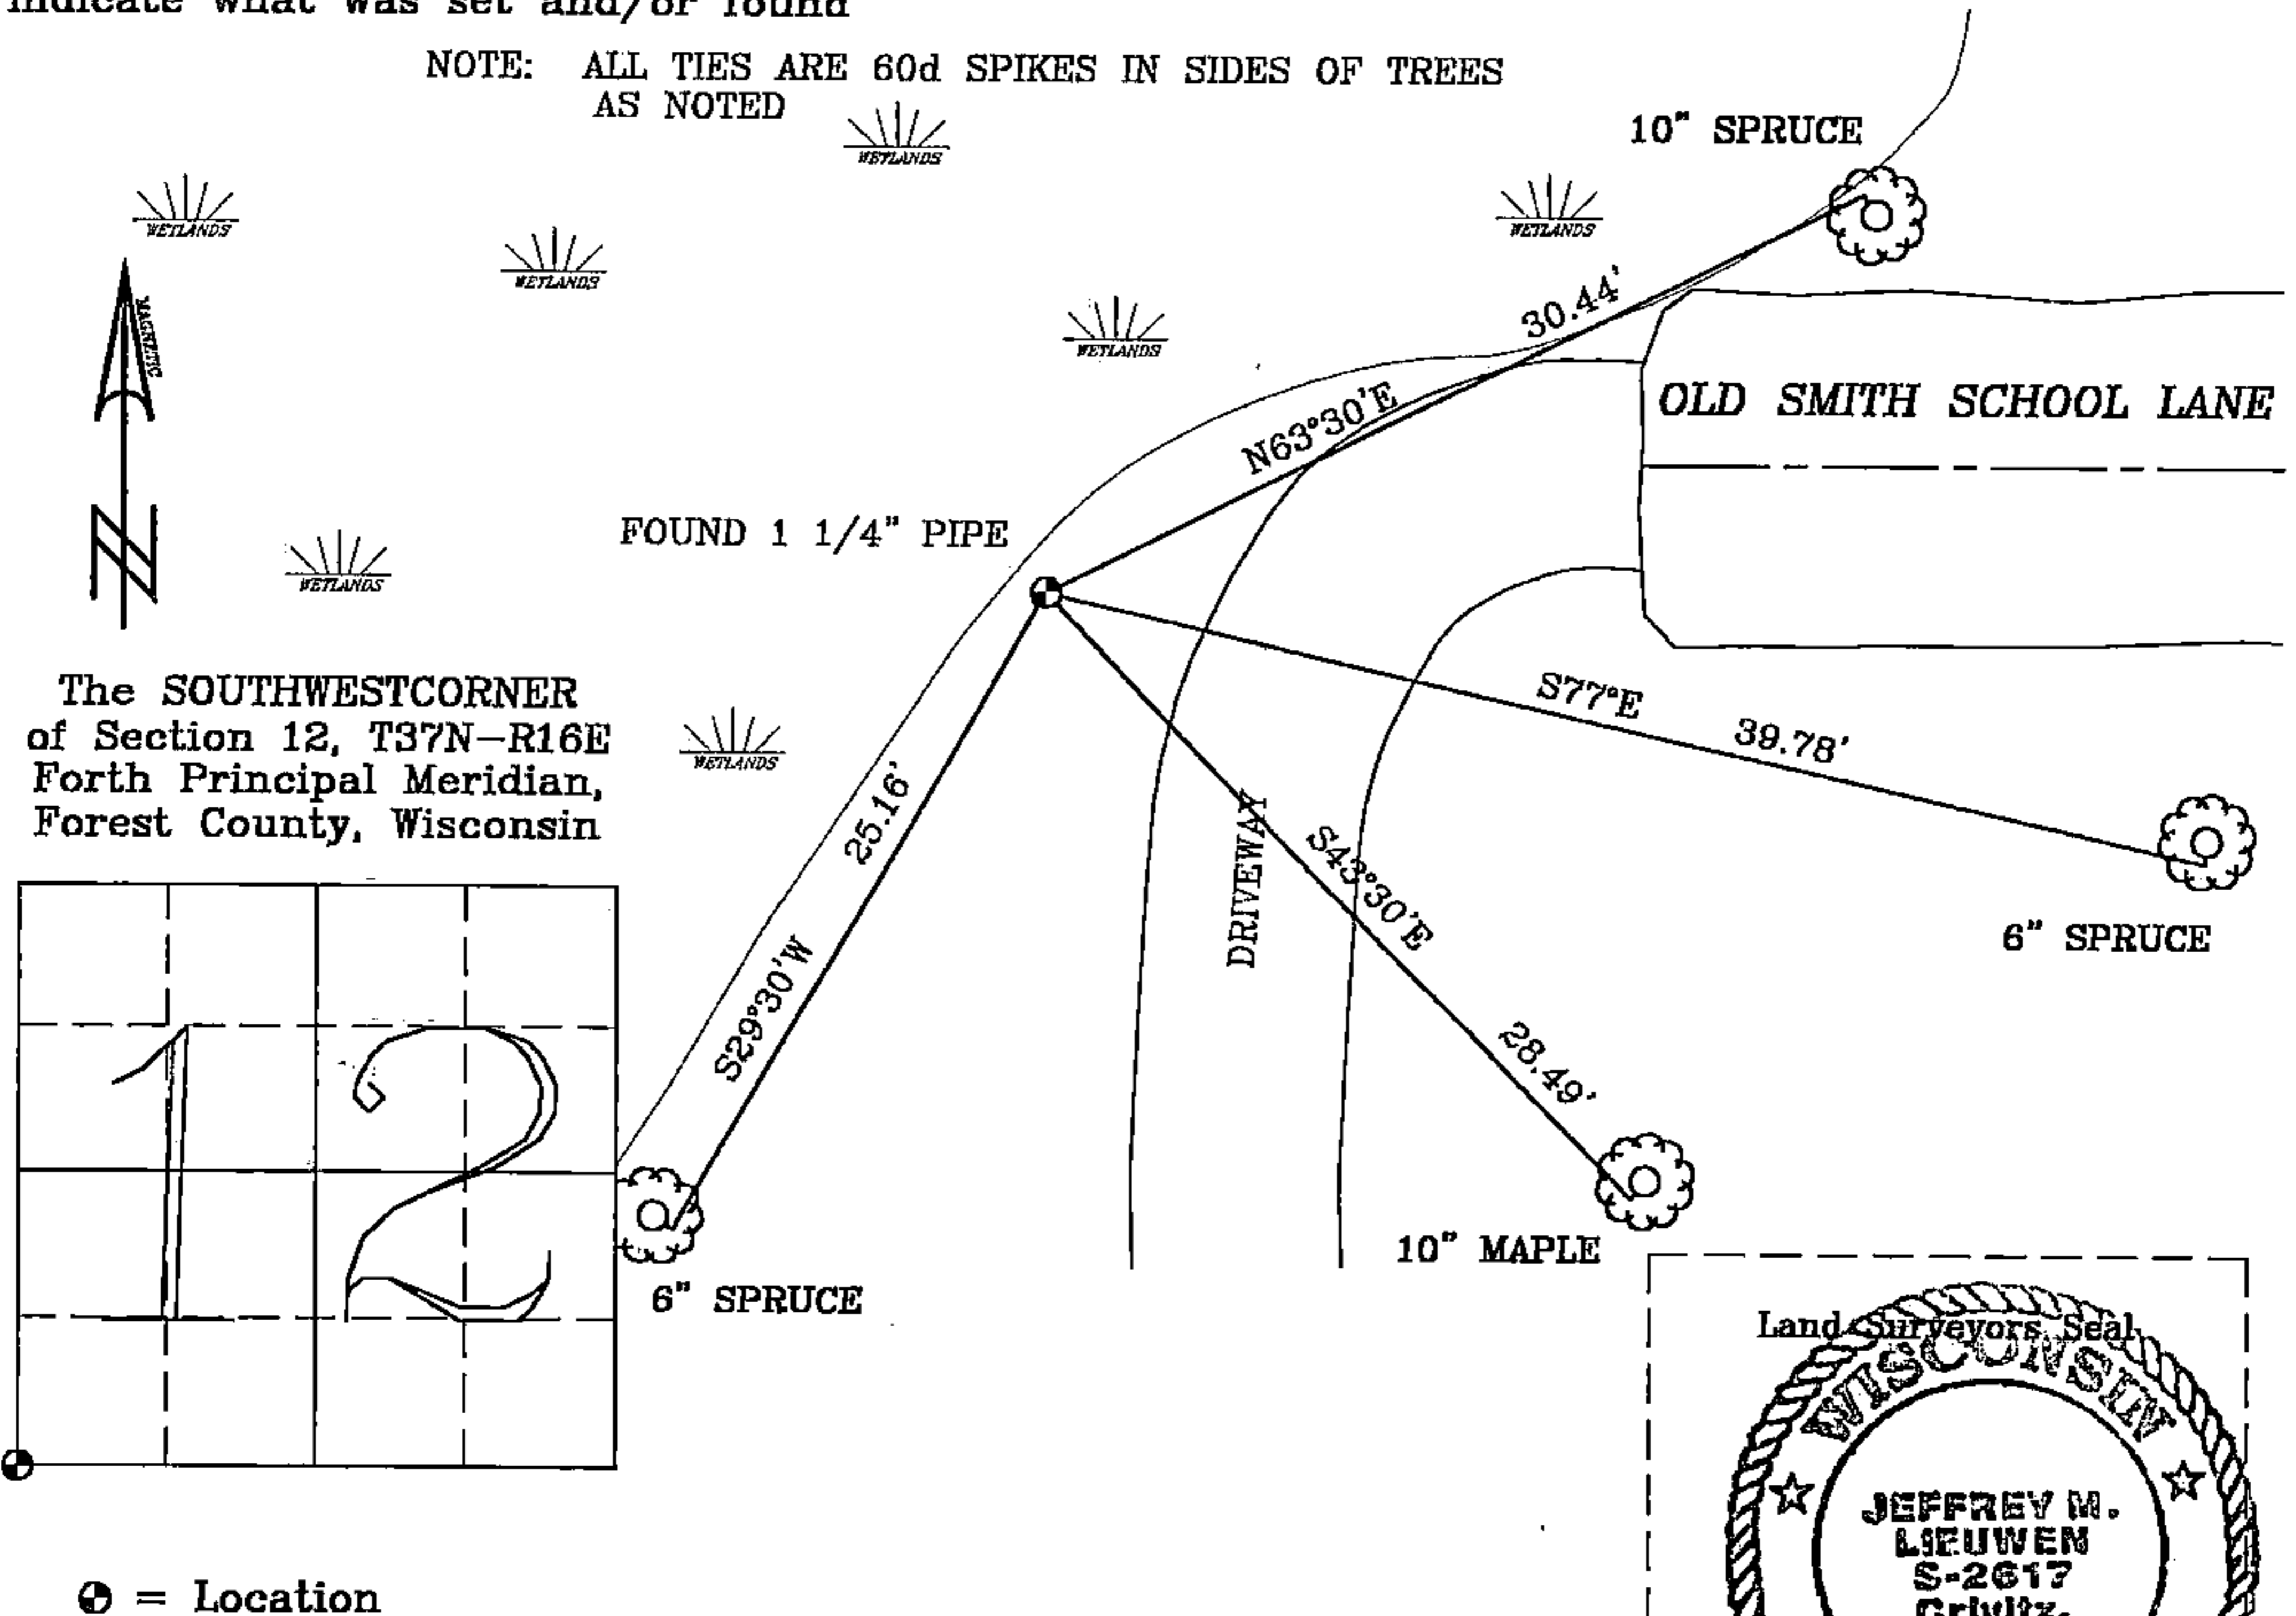 indicate what was set and/or found
NOTE: ALL TIES ARE 60d SPIKES IN SIDES OF TREES
AS NOTED
10" SPRUCE
WETLANDS
WETLANDS
WETLANDS
WETLANDS
WETLANDS
MAGNETIC
30.44'
N63°30'E
OLD SMITH SCHOOL LANE
FOUND 1 1/4" PIPE
N
WETLANDS
The SOUTHWESTCORNER
of Section 12, T37N-R16E
Forth Principal Meridian,
Forest County, Wisconsin
WETLANDS
S77°E
39.78'
25.16'
DRIVEWAY
S43°30'E
6" SPRUCE
S29°30'W
28.49'
12
10" MAPLE
6" SPRUCE
Land Surveyors Seal
WISCONSIN
JEFFREY M.
LIEUWEN
S-2617
Crivitz,
= Location